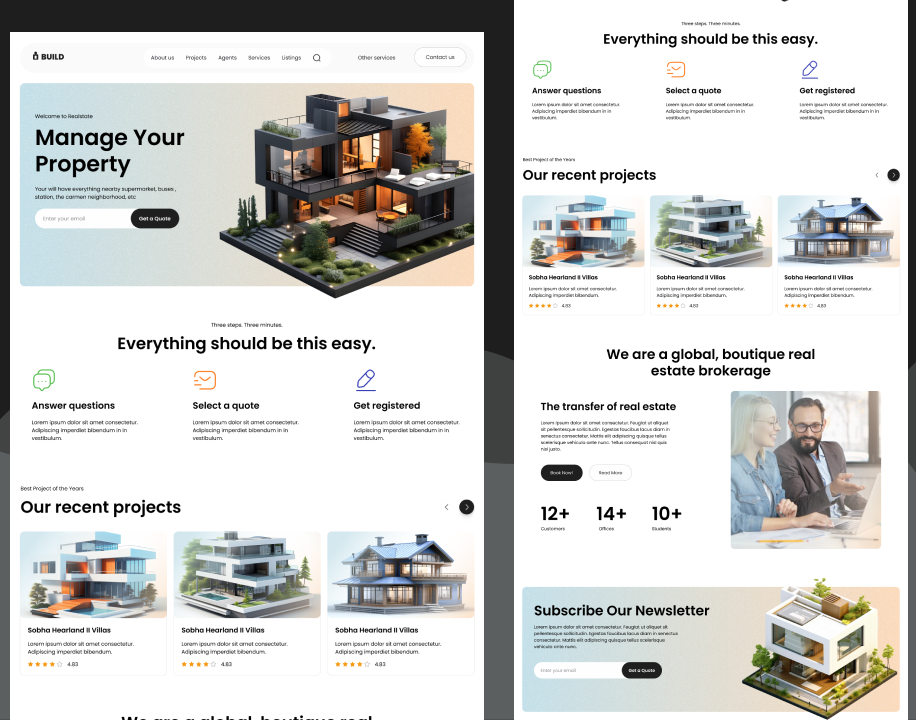 BUILD
About us
Projects
Agents
Services
Listings
Other services
Contact us
Welcome to Realstate
Manage Your
Property
Your will have everything nearby supermarket, buses ,
station, the carmen neighborhood, etc
Enter your email
Get a Quote
Three steps. Three minutes.
Everything should be this easy.
Answer questions
Lorem ipsum dolor sit amet consectetur.
Adipiscing imperdiet bibendum in in
vestibulum.
Select a quote
Lorem ipsum dolor sit amet consectetur.
Adipiscing imperdiet bibendum in in
vestibulum.
Get registered
Lorem ipsum dolor sit amet consectetur.
Adipiscing imperdiet bibendum in in
vestibulum.
Best Project of the Years
Our recent projects
Sobha Hearland II Villas
Lorem ipsum dolor sit amet consectetur.
Adipiscing imperdiet bibendum.
4.83
Sobha Hearland II Villas
Lorem ipsum dolor sit amet consectetur.
Adipiscing imperdiet bibendum.
4.83
Sobha Hearland II Villas
Lorem ipsum dolor sit amet consectetur.
Adipiscing imperdiet bibendum.
4.83
We are a global, boutique real
Three steps. Three minutes.
Everything should be this easy.
Answer questions
Lorem ipsum dolor sit amet consectetur.
Adipiscing imperdiet bibendum in in
vestibulum.
Select a quote
Lorem ipsum dolor sit amet consectetur.
Adipiscing imperdiet bibendum in in
vestibulum.
Get registered
Lorem ipsum dolor sit amet consectetur.
Adipiscing imperdiet bibendum in in
vestibulum.
Best Project of the Years
Our recent projects
Sobha Hearland II Villas
Lorem ipsum dolor sit amet consectetur.
Adipiscing imperdiet bibendum.
4.83
Sobha Hearland II Villas
Lorem ipsum dolor sit amet consectetur.
Adipiscing imperdiet bibendum.
4.83
Sobha Hearland II Villas
Lorem ipsum dolor sit amet consectetur.
Adipiscing imperdiet bibendum.
4.83
We are a global, boutique real
estate brokerage
The transfer of real estate
Lorem ipsum dolor sit amet consectetur. Feugiat ut aliquet
sit pellentesque sollicitudin. Egestas faucibus lacus diam in
senectus consectetur. Mattis elit adipiscing quisque tellus
scelerisque vehicula ante nunc. Tellus consequat nisl quis
nisl justo.
Book Now!
Read More
12+
Customers
14+
Offices
10+
Students
Subscribe Our Newsletter
Lorem ipsum dolor sit amet consectetur. Feugiat ut aliquet sit
pellentesque sollicitudin. Egestas faucibus lacus diam in senectus
consectetur. Mattis elit adipiscing quisque tellus scelerisque
vehicula ante nunc.
Enter your email
Get a Quote